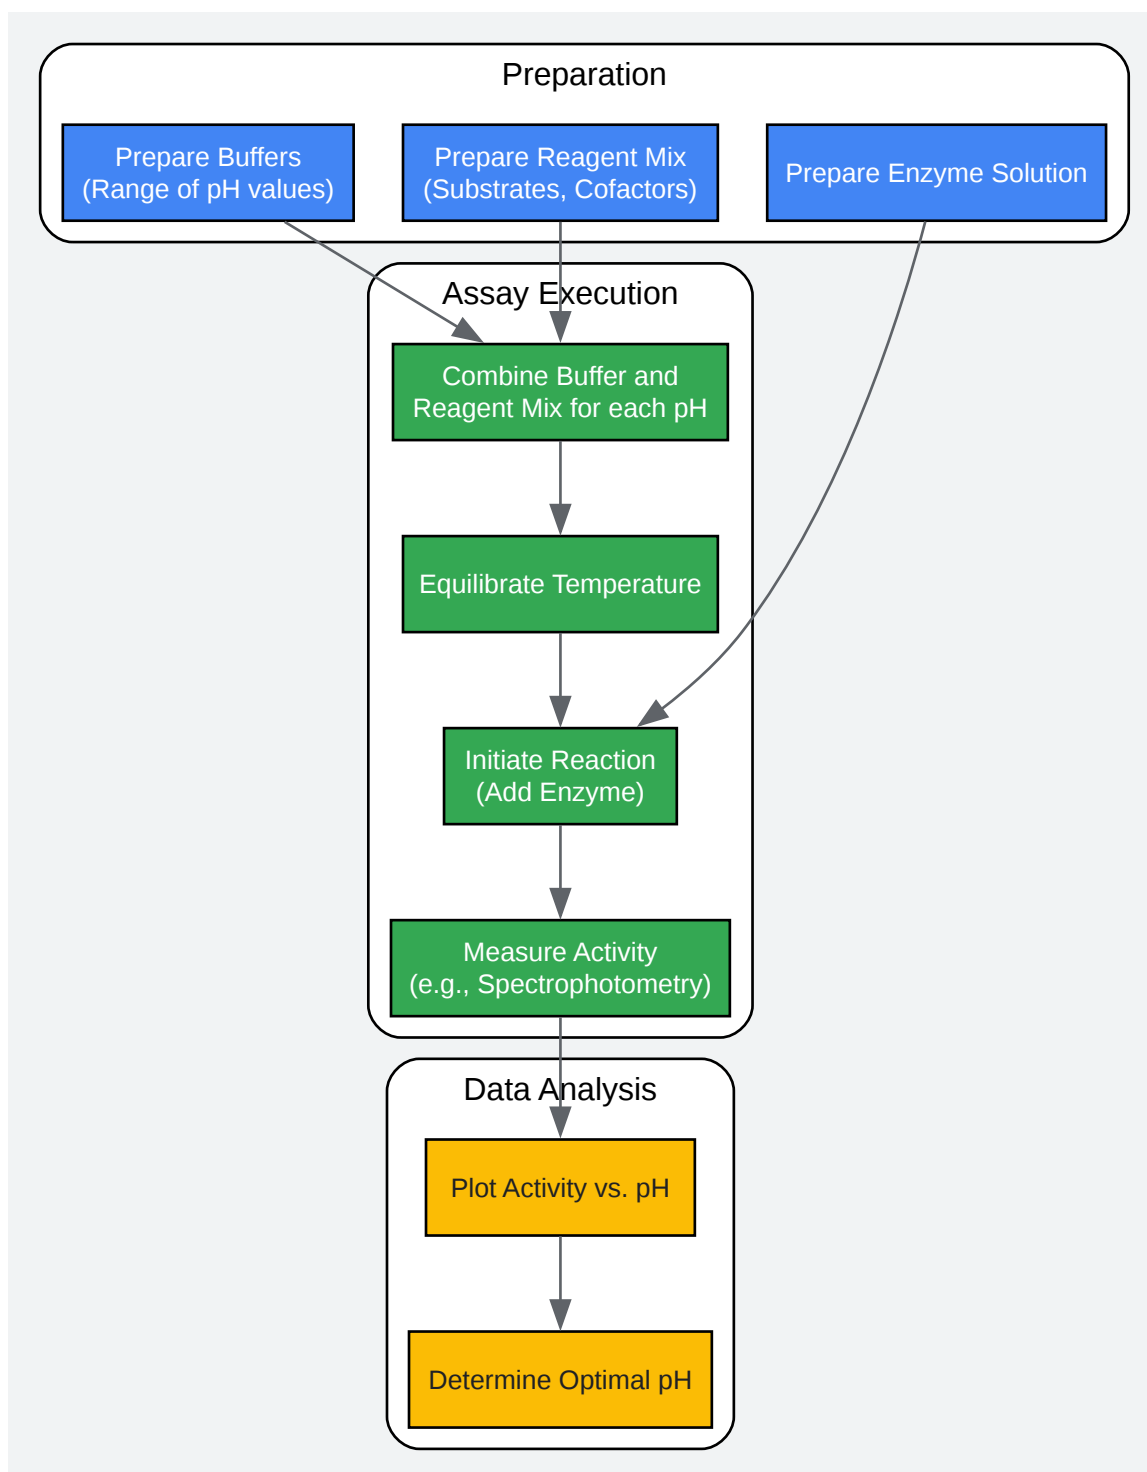 Preparation
Prepare Buffers
(Range of pH values)
Prepare Reagent Mix
(Substrates, Cofactors)
Prepare Enzyme Solution
Assay Execution
Combine Buffer and
Reagent Mix for each pH
Equilibrate Temperature
Initiate Reaction
(Add Enzyme)
Measure Activity
(e.g., Spectrophotometry)
Data Analysis
Plot Activity vs. pH
Determine Optimal pH